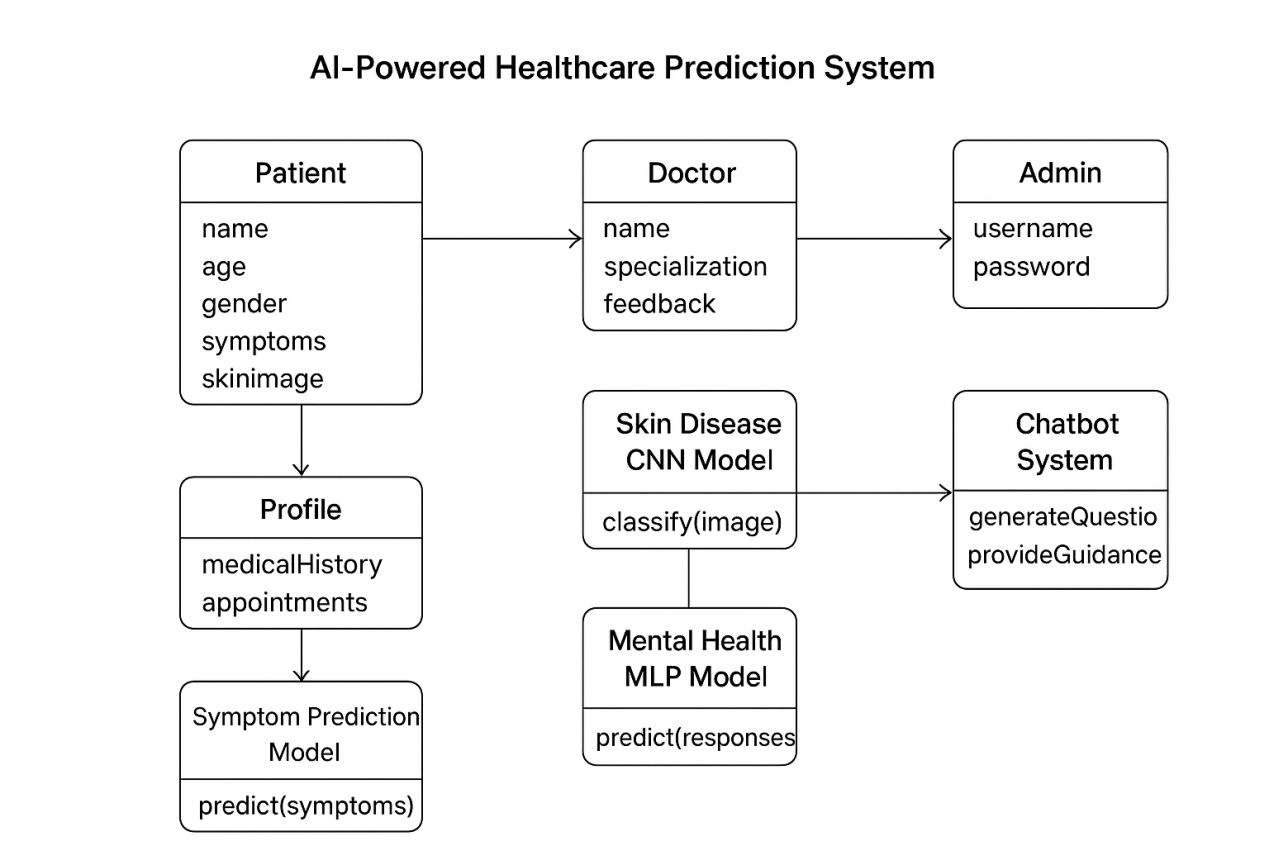 AI-Powered Healthcare Prediction System
Patient
name
age
gender
symptoms
skinimage
Doctor
name
specialization
feedback
Admin
username
password
Profile
medicalHistory
appointments
Symptom Prediction
Model
predict(symptoms)
Skin Disease
CNN Model
classify(image)
Mental Health
MLP Model
predict(responses
Chatbot
System
generateQuestio
provideGuidance